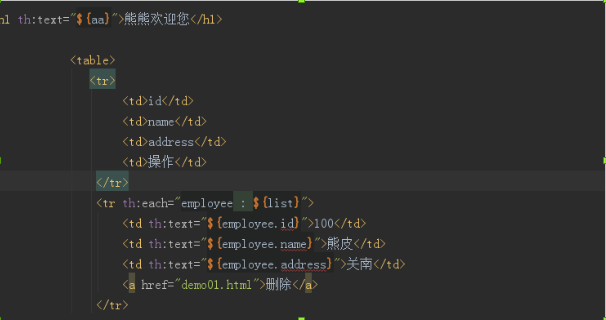 hl th:text="${aa}">熊熊欢迎您</hl>
<table>
<tr>
<td>id</td>
<td>name</td>
<td>address</td>
<td>操作</td>
</tr>
<tr th:each="employee : ${list}">
<td th:text="${employee.id}">100</td>
<td th:text="${employee.name}">熊皮</td>
<td th:text="${employee.address}">关南</td>
<a href="demo01.html">删除</a>
</tr>